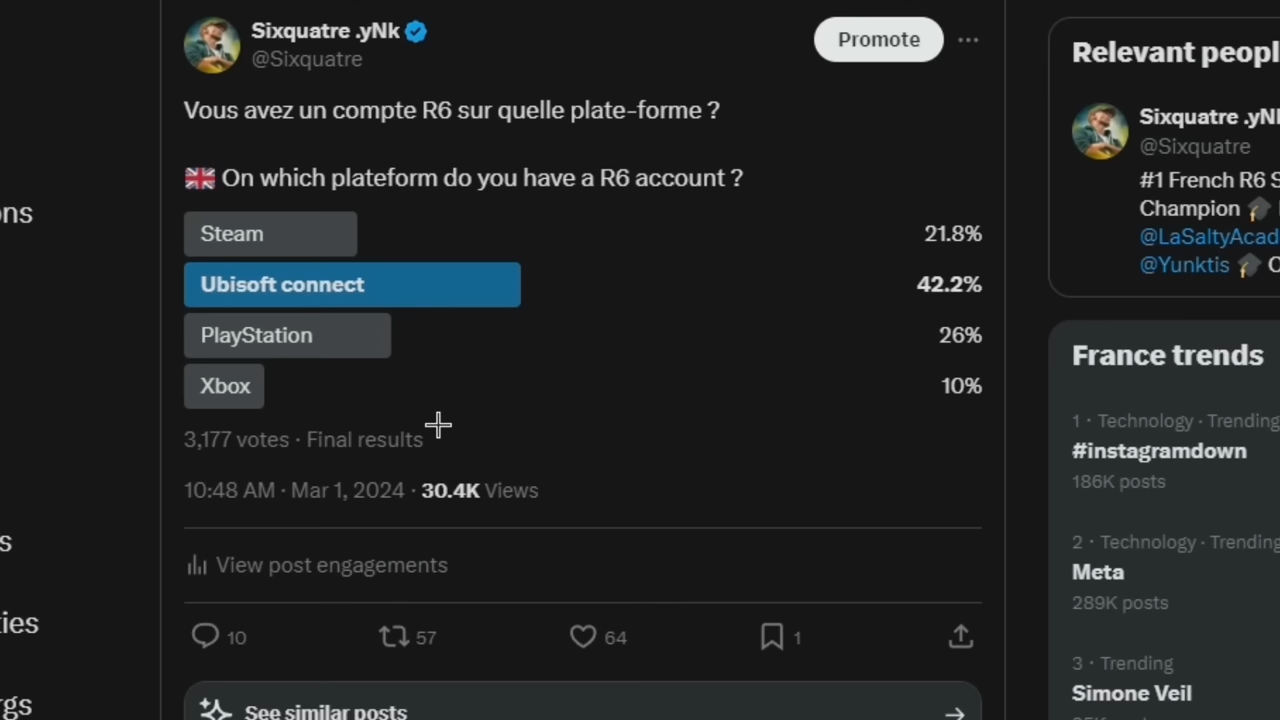 Sixquatre .yNk
@Sixquatre
Promote
Vous avez un compte R6 sur quelle plate-forme ?
🇬🇧 On which plateform do you have a R6 account ?
Steam 21.8%
Ubisoft connect 42.2%
PlayStation 26%
Xbox 10%
3,177 votes · Final results
10:48 AM · Mar 1, 2024 · 30.4K Views
View post engagements
10 57 64 1
See similar posts
Relevant peopl
Sixquatre .yN
@Sixquatre
#1 French R6 S
Champion 🎓
@LaSaltyAcad
@Yunktis 🎓
France trends
1 · Technology · Trending
#instagramdown
186K posts
2 · Technology · Trending
Meta
289K posts
3 · Trending
Simone Veil
ons
s
ies
rgs